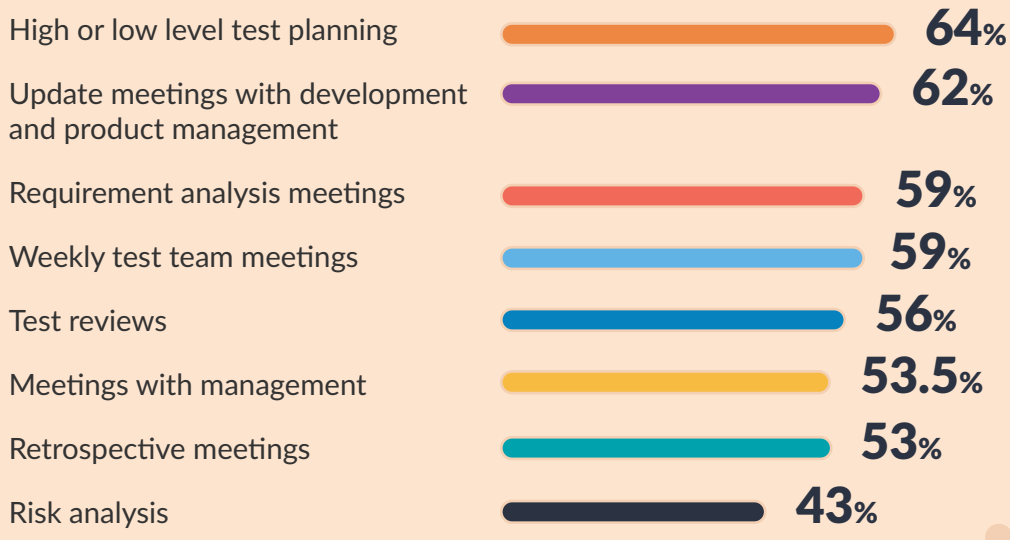 High or low level test planning 64%
Update meetings with development 62%
and product management
Requirement analysis meetings 59%
Weekly test team meetings 59%
Test reviews 56%
Meetings with management 53.5%
Retrospective meetings 53%
Risk analysis 43%